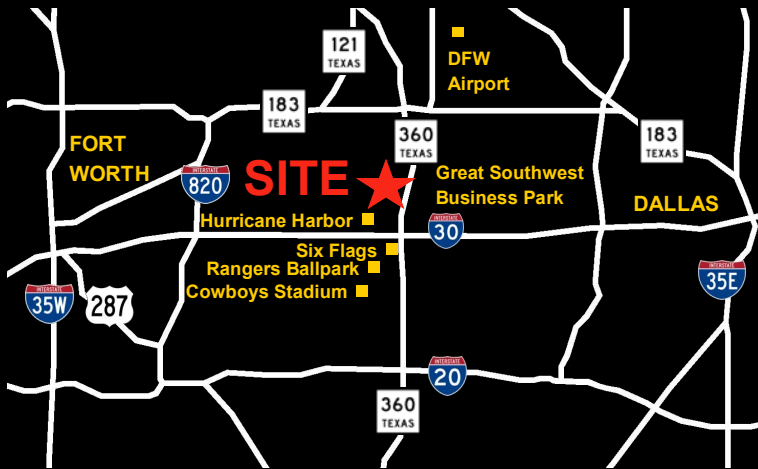 121
TEXAS
DFW
Airport
183
TEXAS
360
TEXAS
183
TEXAS
FORT
WORTH
INTERSTATE
820
SITE
Great Southwest
Business Park
DALLAS
Hurricane Harbor
INTERSTATE
30
Six Flags
Rangers Ballpark
Cowboys Stadium
INTERSTATE
35W
287
INTERSTATE
35E
INTERSTATE
20
360
TEXAS